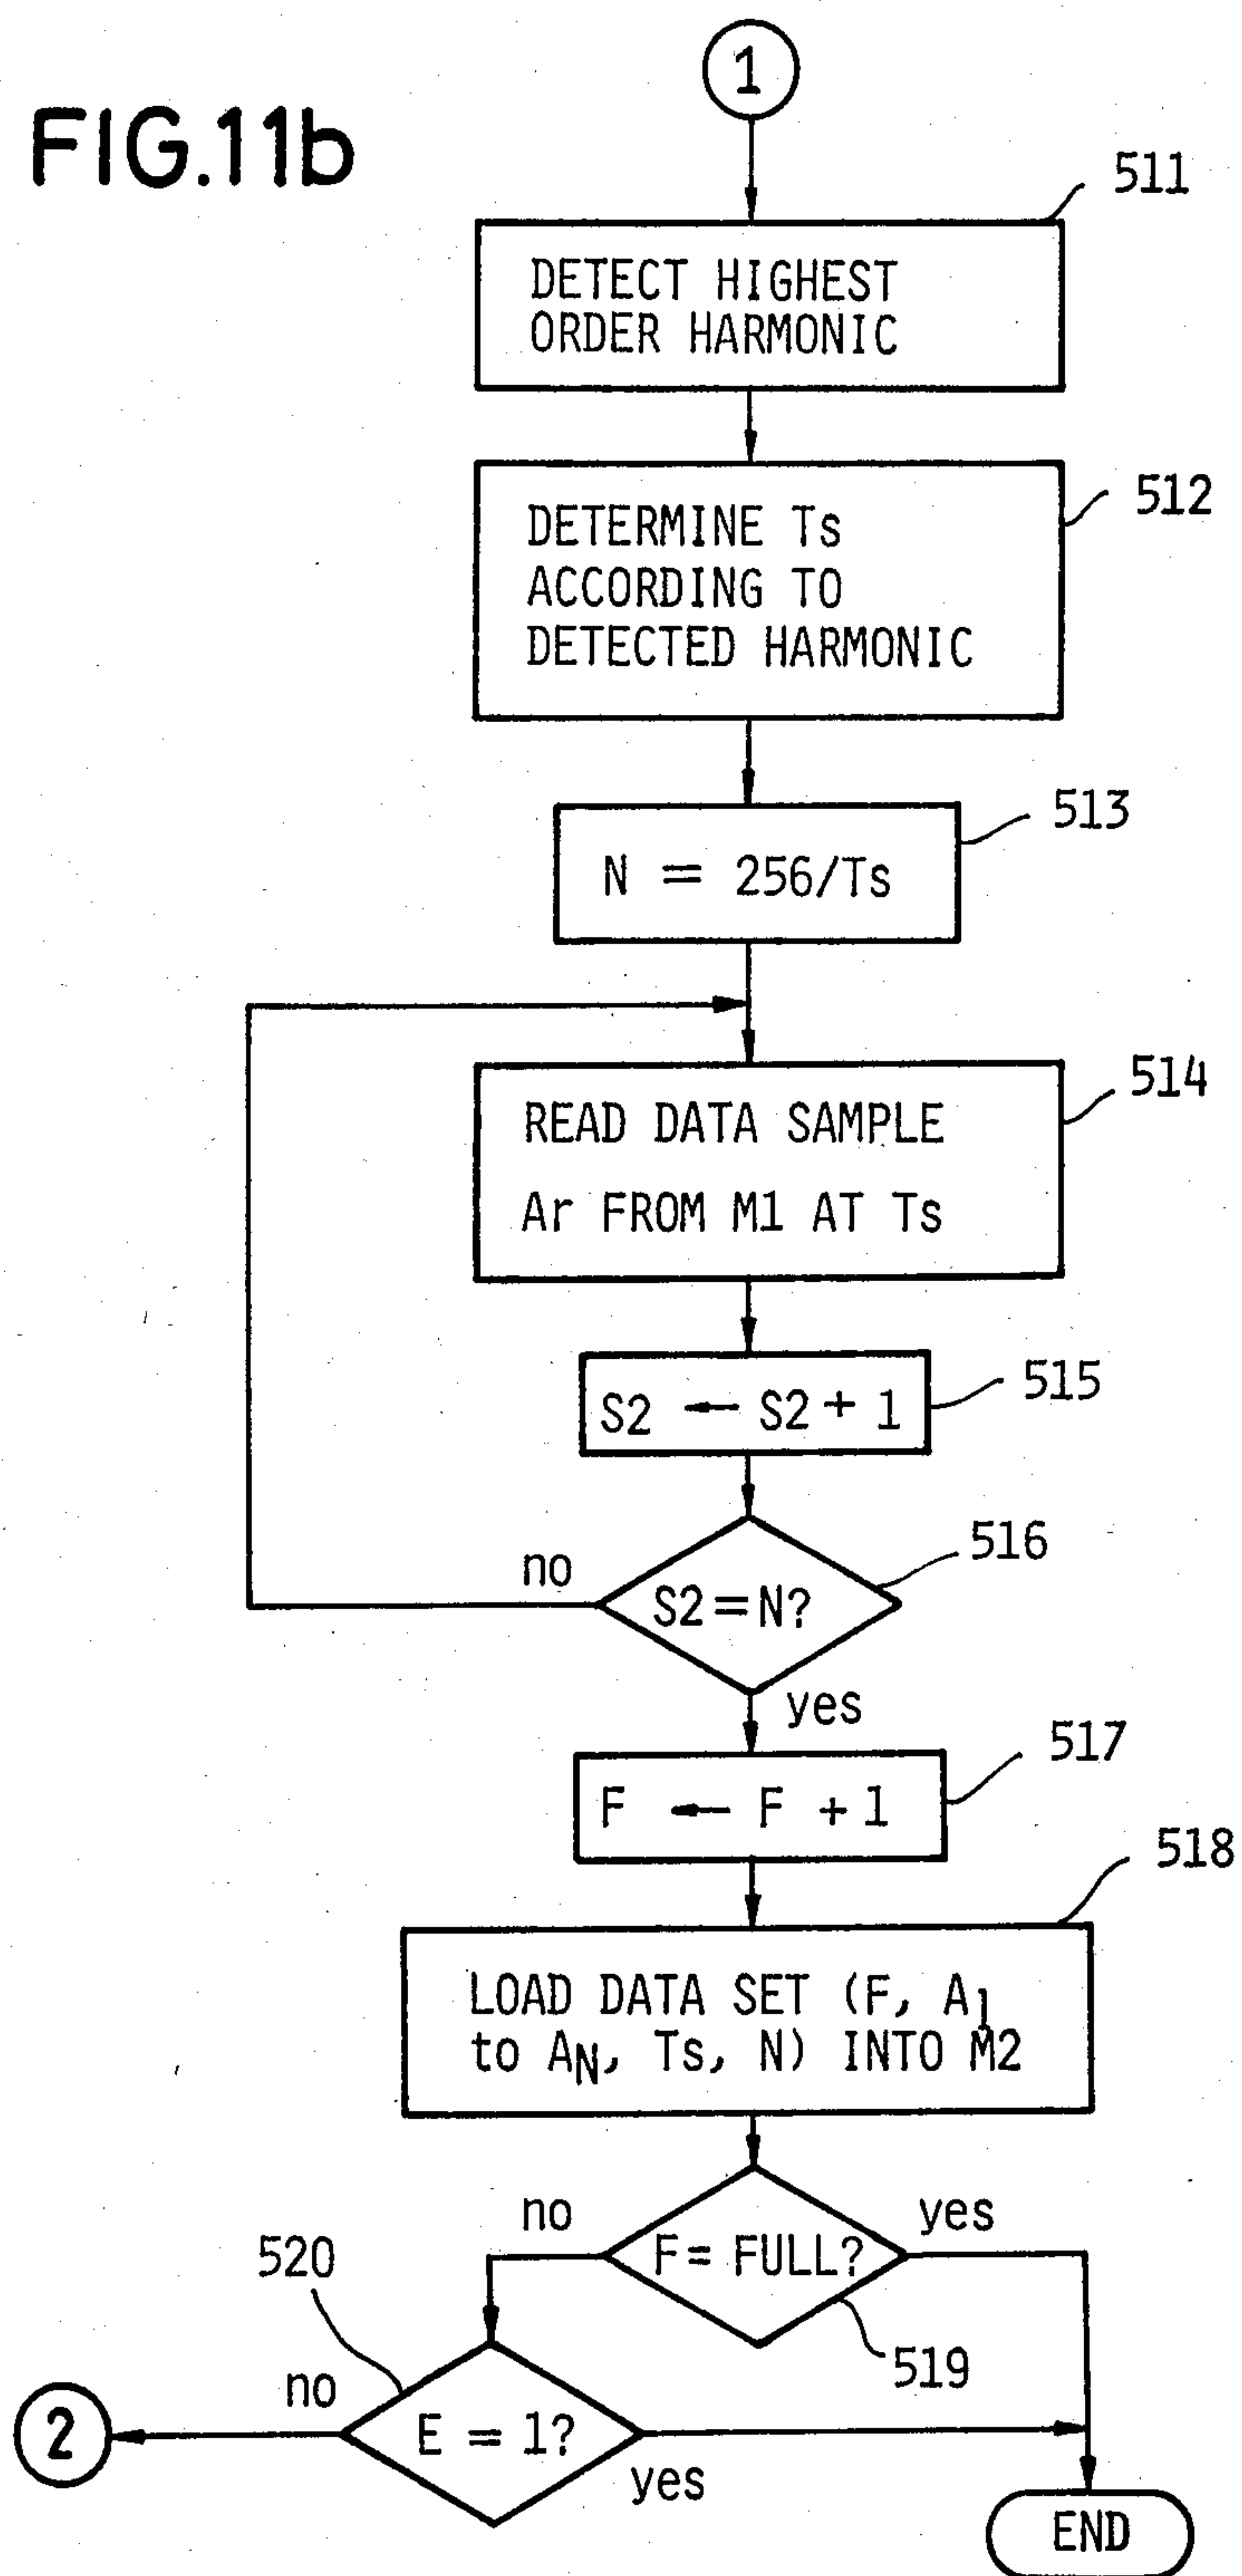 1
FIG.11b
511
DETECT HIGHEST
ORDER HARMONIC
512
DETERMINE Ts
ACCORDING TO
DETECTED HARMONIC
513
N = 256/Ts
514
READ DATA SAMPLE
Ar FROM M1 AT Ts
515
S2 ← S2 + 1
516
no
S2=N?
yes
517
F ← F + 1
518
LOAD DATA SET (F, A1
to AN, Ts, N) INTO M2
no
yes
F= FULL?
520
519
no
2
E = 1?
yes
END